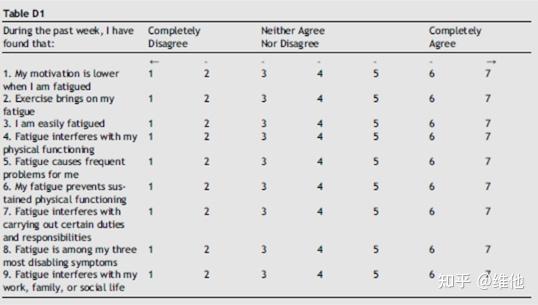 Table D1
During the past week, I have Completely Neither Agree Completely
found that: Disagree Nor Disagree Agree
← - - - - - →
1. My motivation is lower 1 2 3 4 5 6 7
when I am fatigued
2. Exercise brings on my 1 2 3 4 5 6 7
fatigue
3. I am easily fatigued 1 2 3 4 5 6 7
4. Fatigue interferes with my 1 2 3 4 5 6 7
physical functioning
5. Fatigue causes frequent 1 2 3 4 5 6 7
problems for me
6. My fatigue prevents sus- 1 2 3 4 5 6 7
tained physical functioning
7. Fatigue interferes with 1 2 3 4 5 6 7
carrying out certain duties
and responsibilities
8. Fatigue is among my three 1 2 3 4 5 6 7
most disabling symptoms
9. Fatigue interferes with my 1 2 3 4 5 6 7
work, family, or social life
知乎 @维他